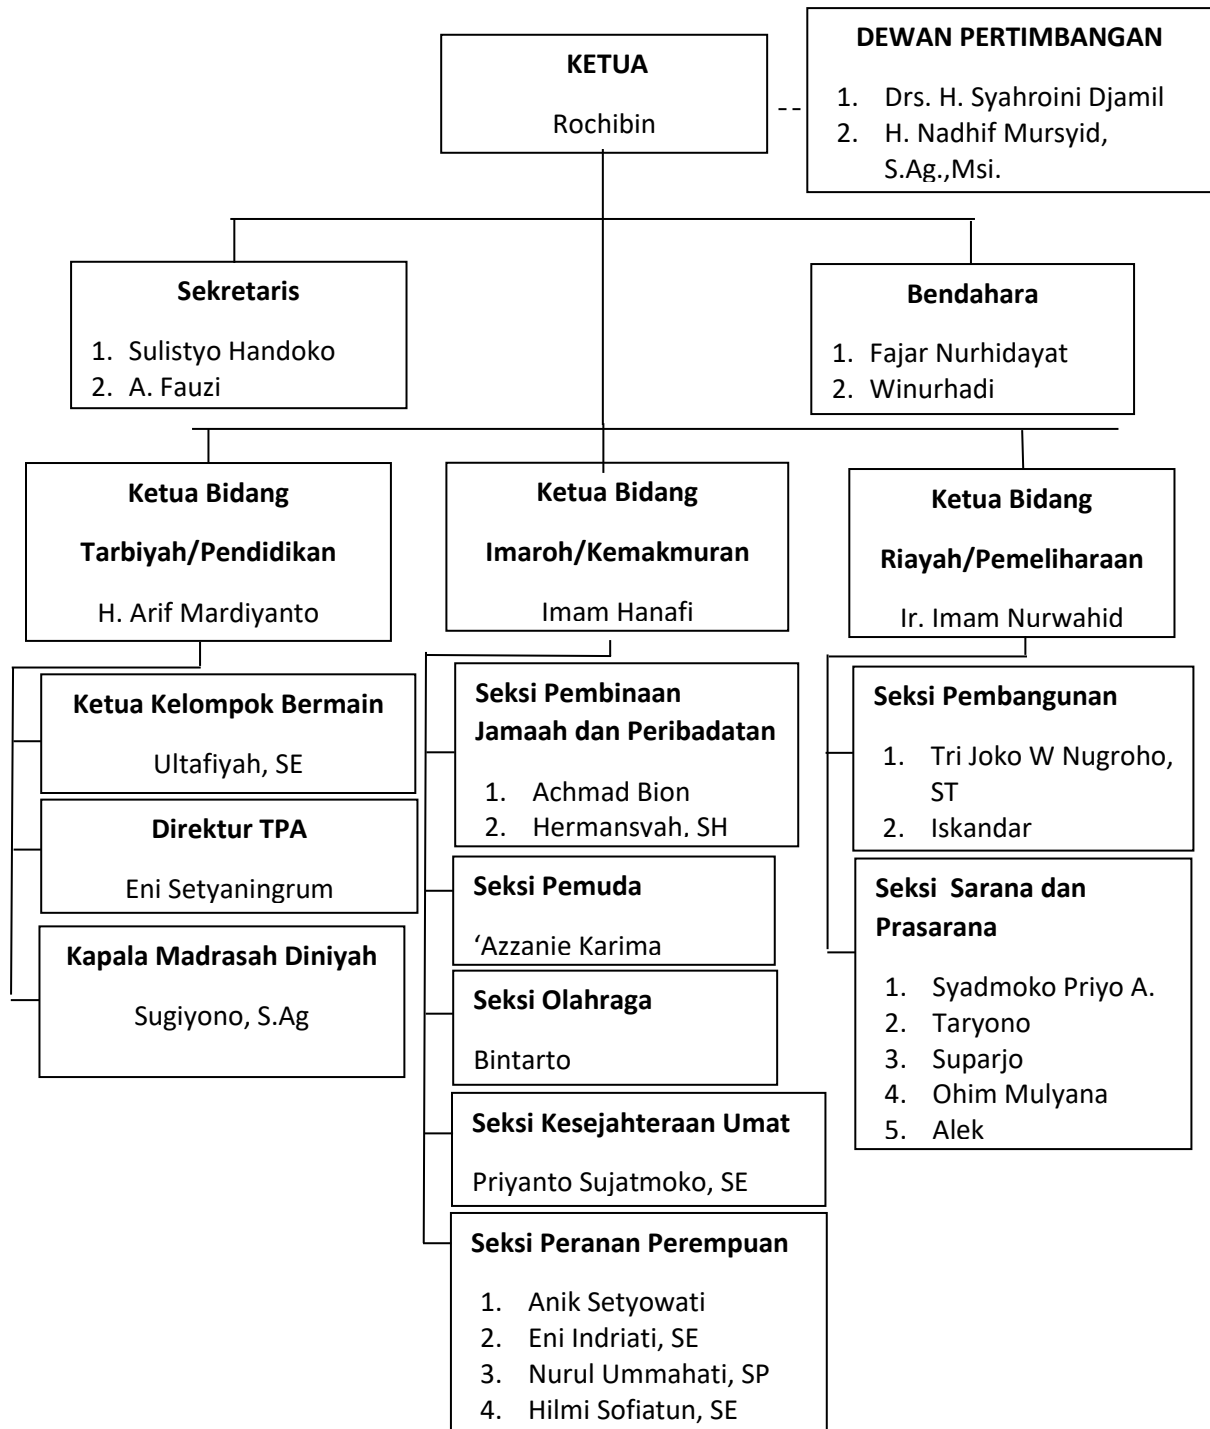 KETUA
Rochibin
DEWAN PERTIMBANGAN
1. Drs. H. Syahroini Djamil
2. H. Nadhif Mursyid,
S.Ag.,Msi.
Sekretaris
1. Sulistyo Handoko
2. A. Fauzi
Bendahara
1. Fajar Nurhidayat
2. Winurhadi
Ketua Bidang
Tarbiyah/Pendidikan
H. Arif Mardiyanto
Ketua Bidang
Imaroh/Kemakmuran
Imam Hanafi
Ketua Bidang
Riayah/Pemeliharaan
Ir. Imam Nurwahid
Ketua Kelompok Bermain
Ultafiyah, SE
Direktur TPA
Eni Setyaningrum
Kapala Madrasah Diniyah
Sugiyono, S.Ag
Seksi Pembinaan
Jamaah dan Peribadatan
1. Achmad Bion
2. Hermansyah, SH
Seksi Pemuda
‘Azzanie Karima
Seksi Olahraga
Bintarto
Seksi Kesejahteraan Umat
Priyanto Sujatmoko, SE
Seksi Peranan Perempuan
1. Anik Setyowati
2. Eni Indriati, SE
3. Nurul Ummahati, SP
4. Hilmi Sofiatun, SE
Seksi Pembangunan
1. Tri Joko W Nugroho,
ST
2. Iskandar
Seksi Sarana dan
Prasarana
1. Syadmoko Priyo A.
2. Taryono
3. Suparjo
4. Ohim Mulyana
5. Alek